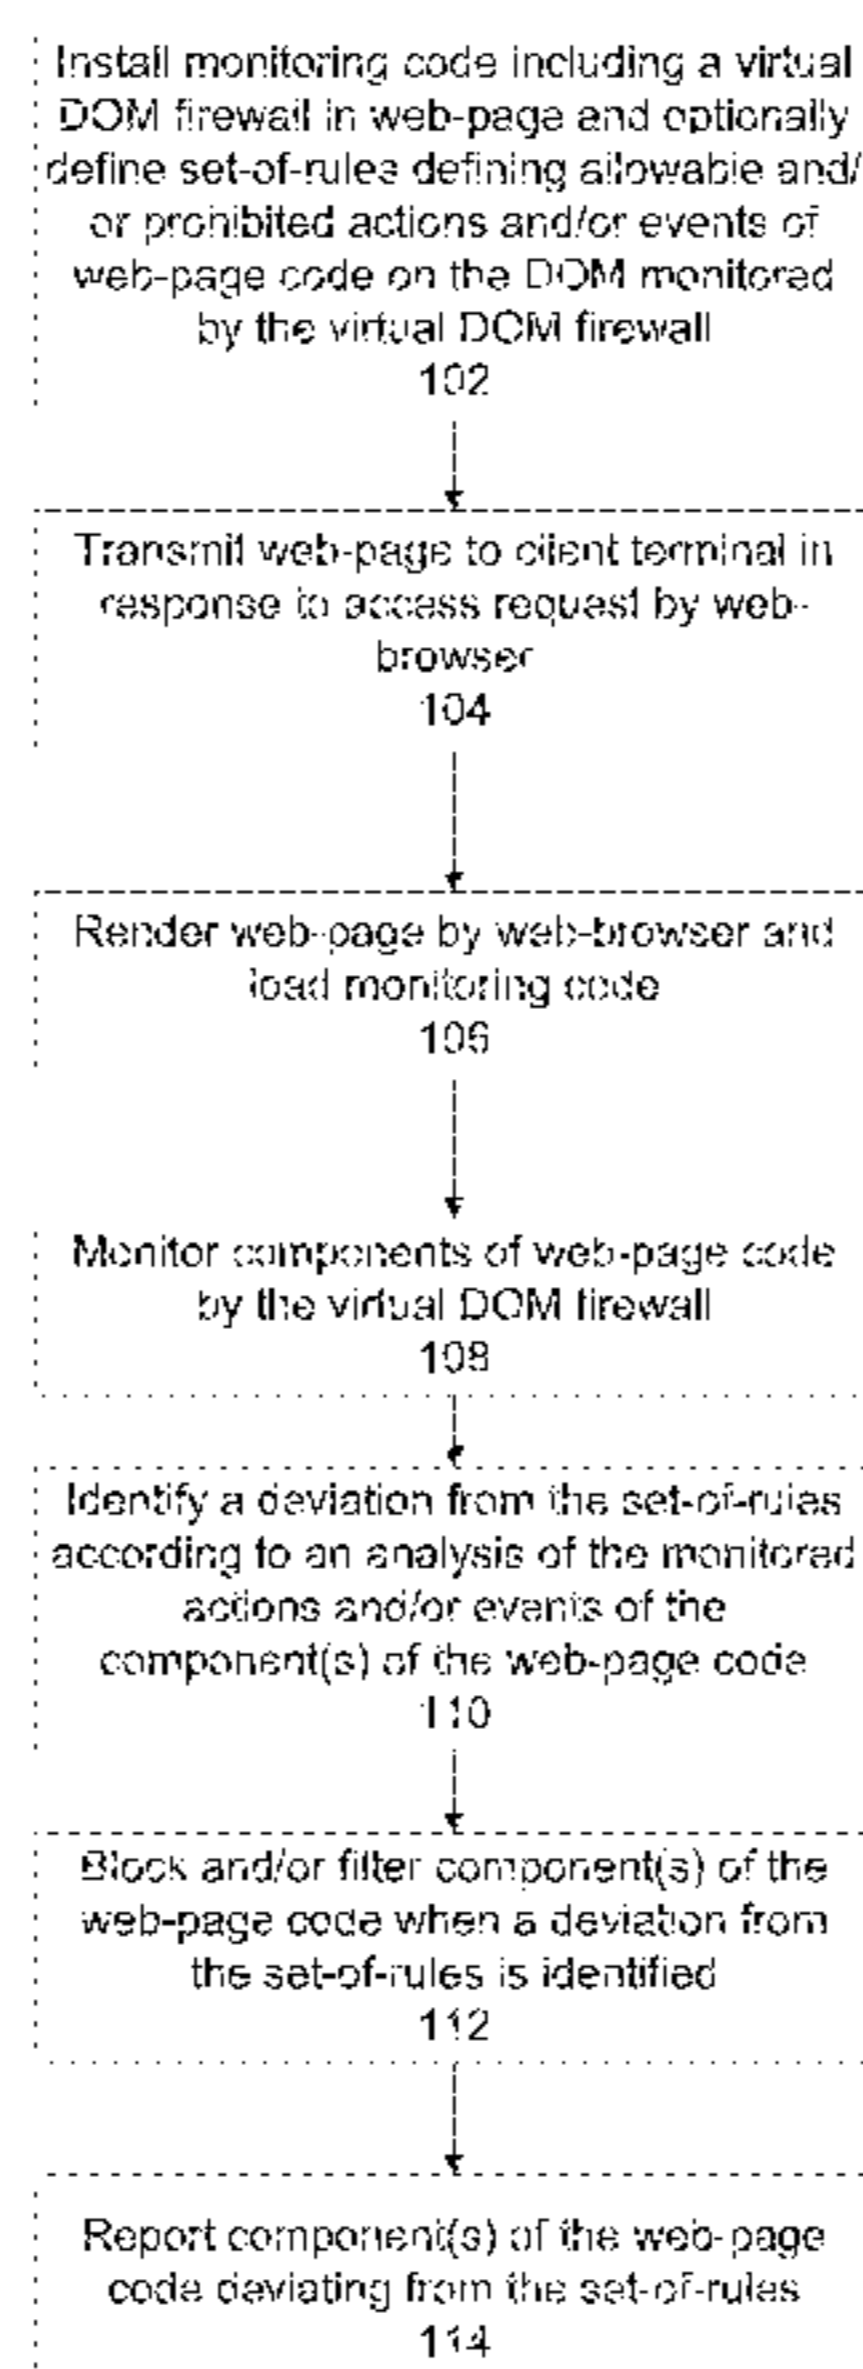 Install monitoring code including a virtual
DOM firewall in web-page and optionally
define set-of-rules defining allowable and/
or prohibited actions and/or events of
web-page code on the DOM monitored
by the virtual DOM firewall
102
Transmit web-page to client terminal in
response to access request by web-
browser
104
Render web-page by web-browser and
load monitoring code
106
Monitor components of web-page code
by the virtual DOM firewall
108
Identify a deviation from the set-of-rules
according to an analysis of the monitored
actions and/or events of the
component(s) of the web-page code
110
Block and/or filter component(s) of the
web-page code when a deviation from
the set-of-rules is identified
112
Report component(s) of the web-page
code deviating from the set-of-rules
114